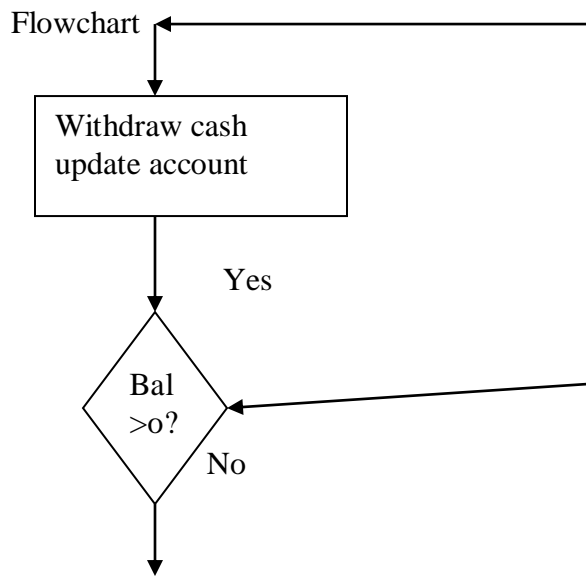 Flowchart
Withdraw cash
update account
Yes
Bal
>o?
No